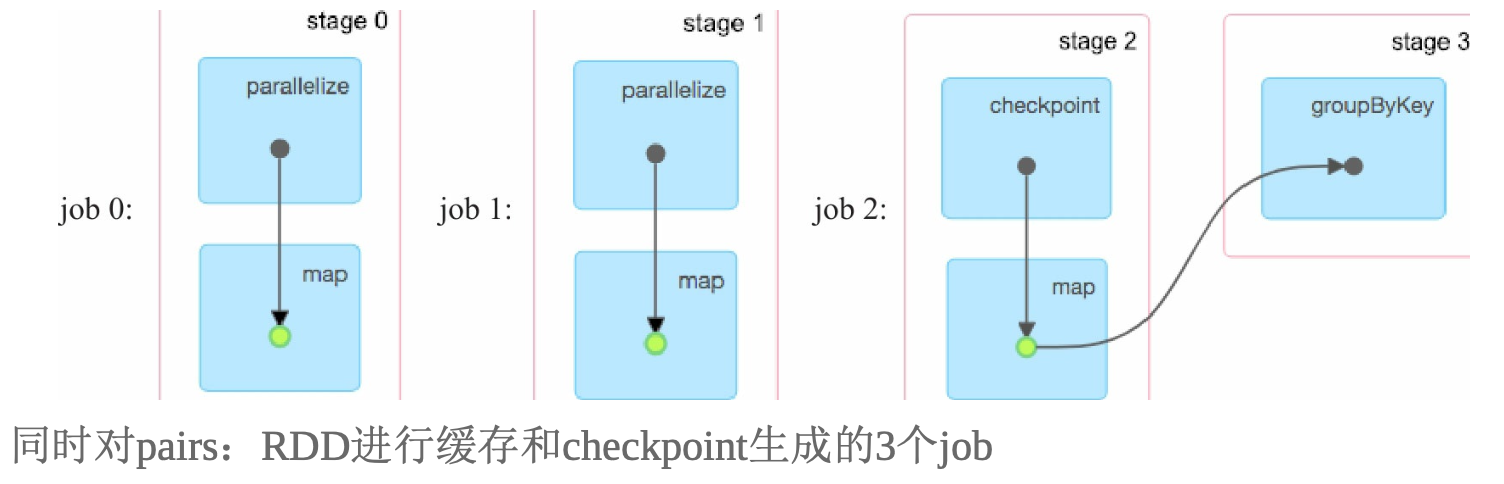 stage 0
parallelize
job 0:
map
stage 1
parallelize
job 1:
map
stage 2
checkpoint
job 2:
map
stage 3
groupByKey
同时对pairs：RDD进行缓存和checkpoint生成的3个job